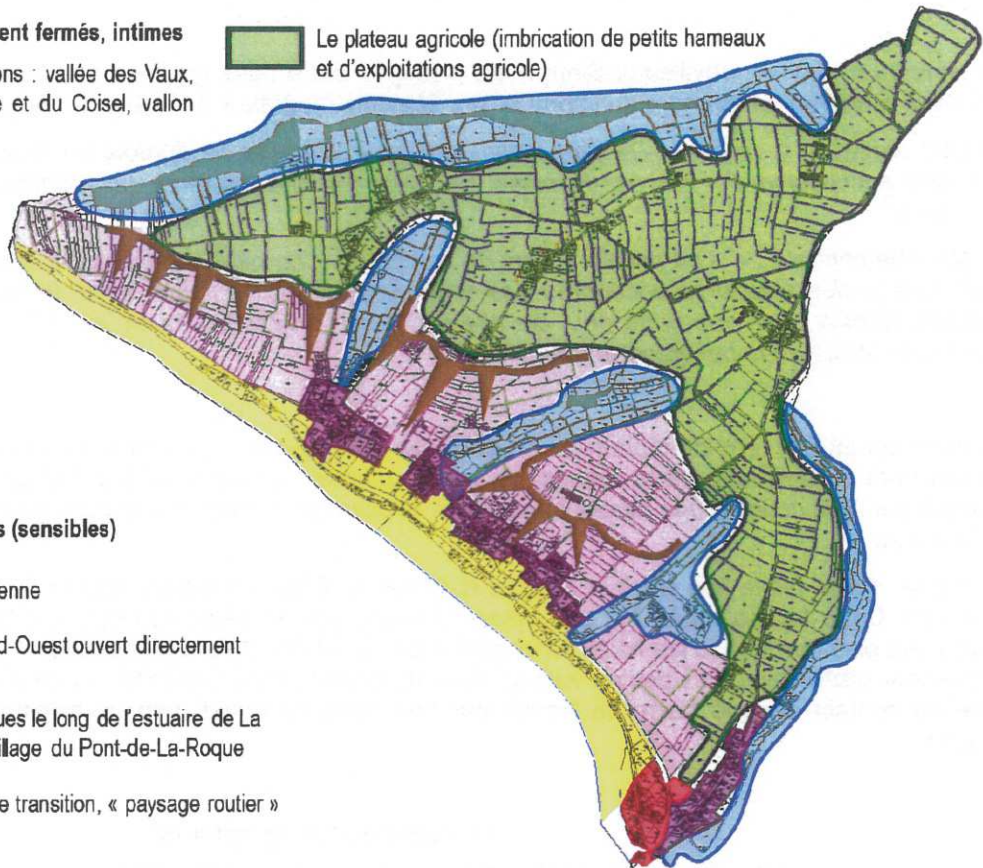 ent fermés, intimes
ons : vallée des Vaux,
e et du Coisel, vallon
Le plateau agricole (imbrication de petits hameaux
et d'exploitations agricole)
s (sensibles)
enne
d-Ouest ouvert directement
ues le long de l'estuaire de La
illage du Pont-de-La-Roque
e transition, « paysage routier »